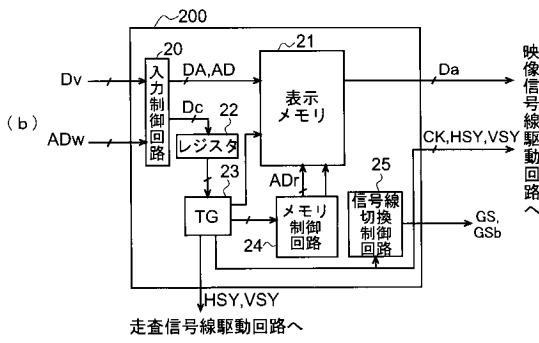 200
20
21
Dv
入力制御回路
DA,AD
表示メモリ
Da
映像信号線駆動回路へ
(b)
Dc
22
レジスタ
ADw
CK,HSY,VSY
23
ADr
25
TG
メモリ制御回路
24
信号線切換制御回路
GS,
GSb
HSY,VSY
走査信号線駆動回路へ